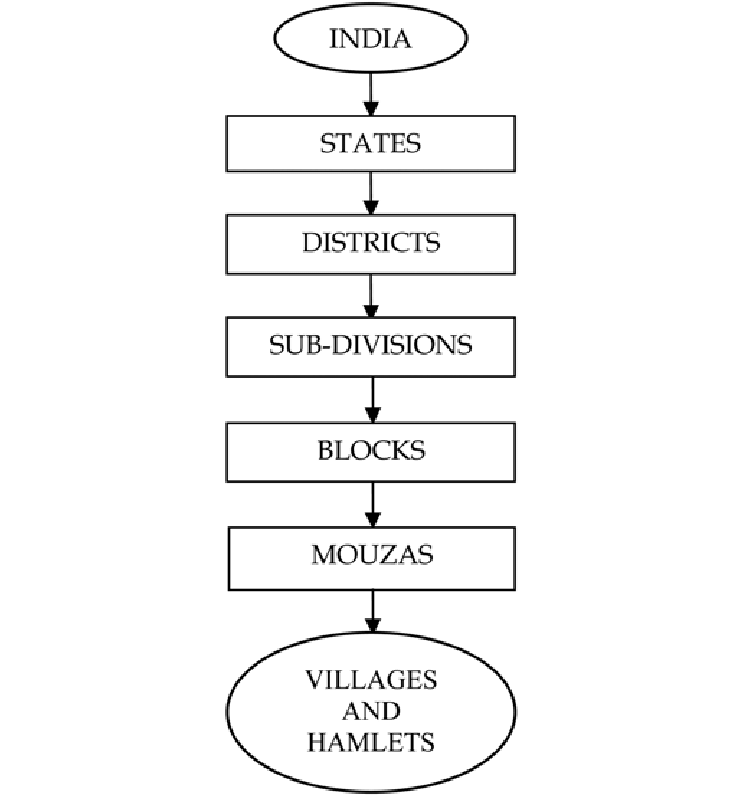 INDIA
STATES
DISTRICTS
SUB-DIVISIONS
BLOCKS
MOUZAS
VILLAGES
AND
HAMLETS